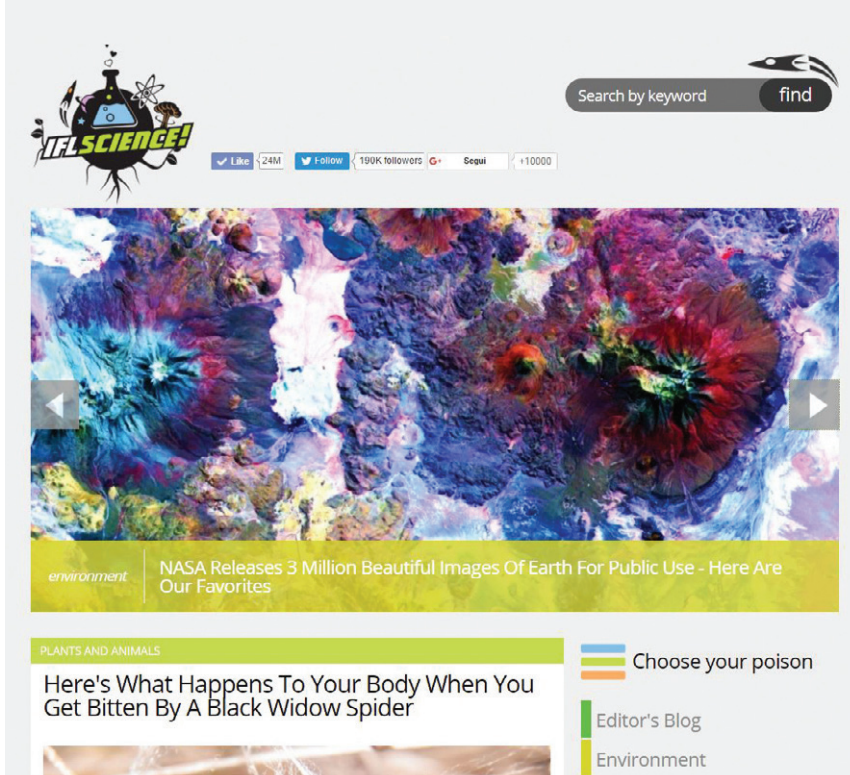 IFLSCIENCE!
Search by keyword
find
Like 24M Follow 190K followers G+ Segui +10000
environment
NASA Releases 3 Million Beautiful Images Of Earth For Public Use - Here Are
Our Favorites
PLANTS AND ANIMALS
Here's What Happens To Your Body When You
Get Bitten By A Black Widow Spider
Choose your poison
Editor's Blog
Environment